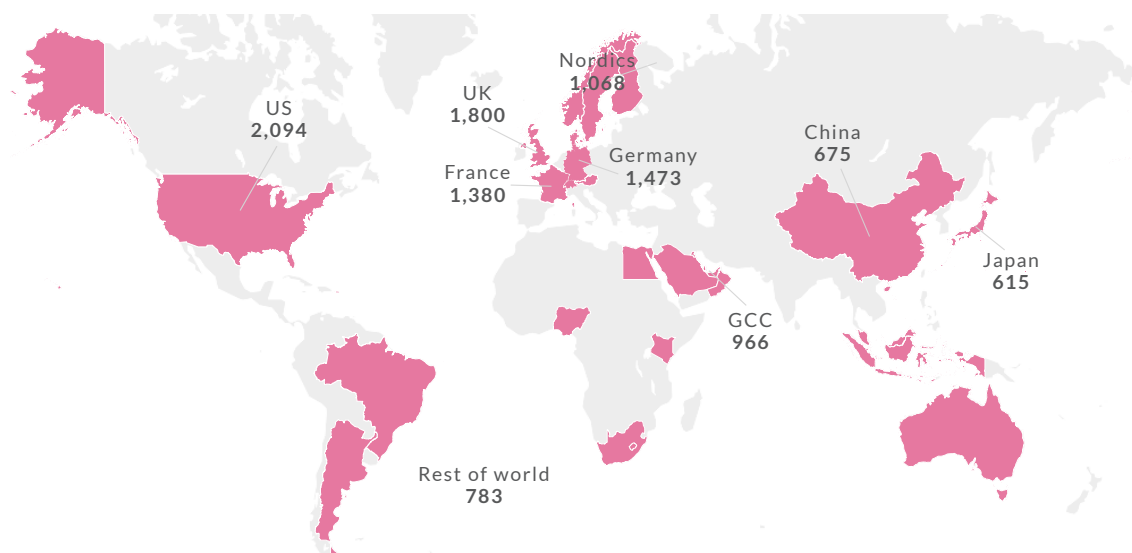 Nordics
1,068
UK
1,800
US
2,094
China
675
Germany
1,473
France
1,380
Japan
615
GCC
966
Rest of world
783